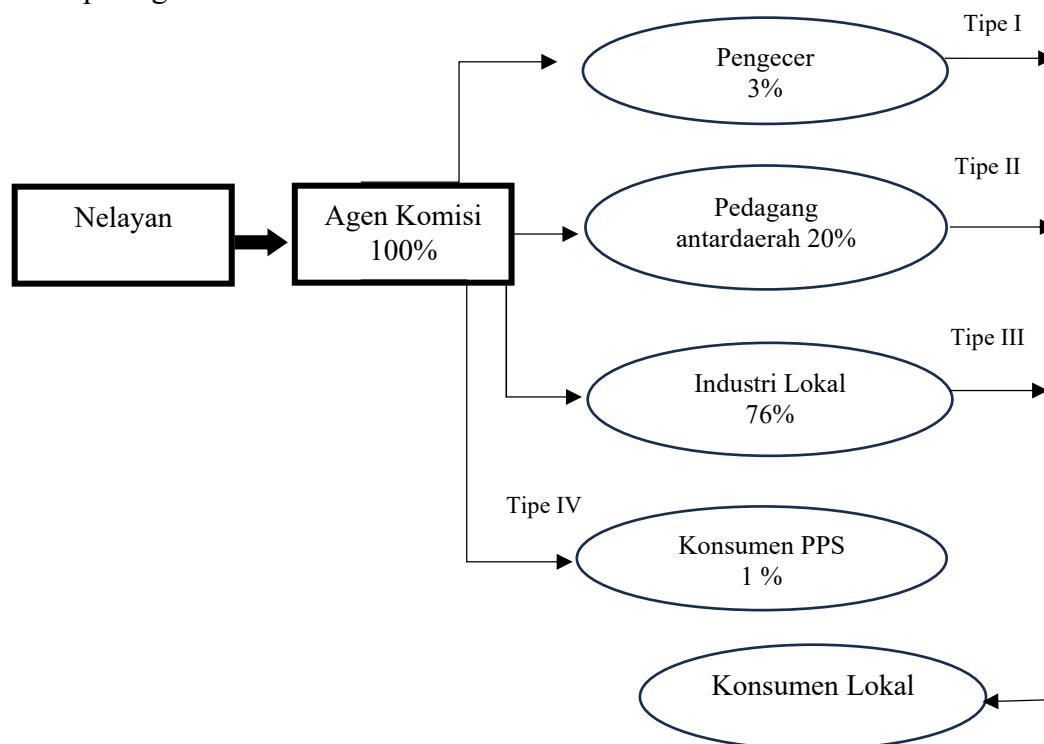 Tipe I
Pengecer
3%
Tipe II
Nelayan
Agen Komisi
100%
Pedagang
antardaerah 20%
Tipe III
Industri Lokal
76%
Tipe IV
Konsumen PPS
1 %
Konsumen Lokal